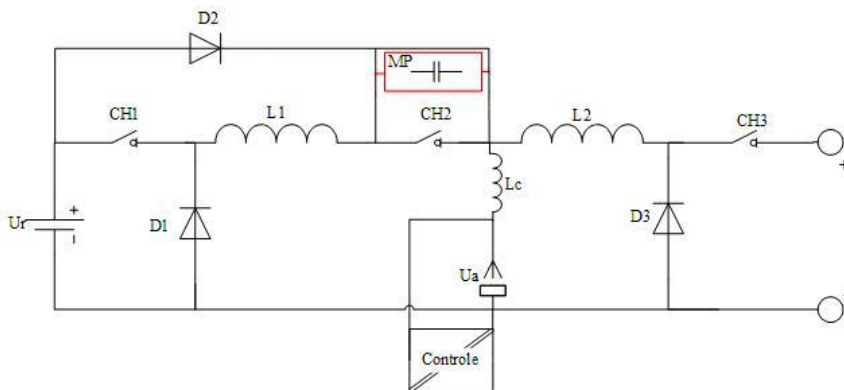 D2
MP
CH1
L1
CH2
L2
CH3
+
Lc
Ur
+
-
D1
D3
Ua
-
Controle